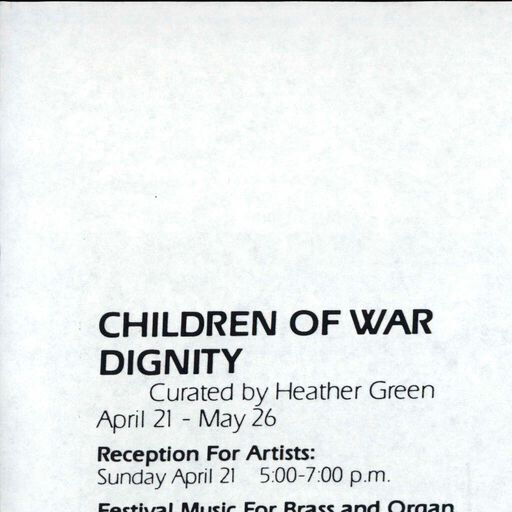 CHILDREN OF WAR
DIGNITY
Curated by Heather Green
April 21 - May 26
Reception For Artists:
Sunday April 21 5:00-7:00 p.m.
Festival Music For Brass and Organ